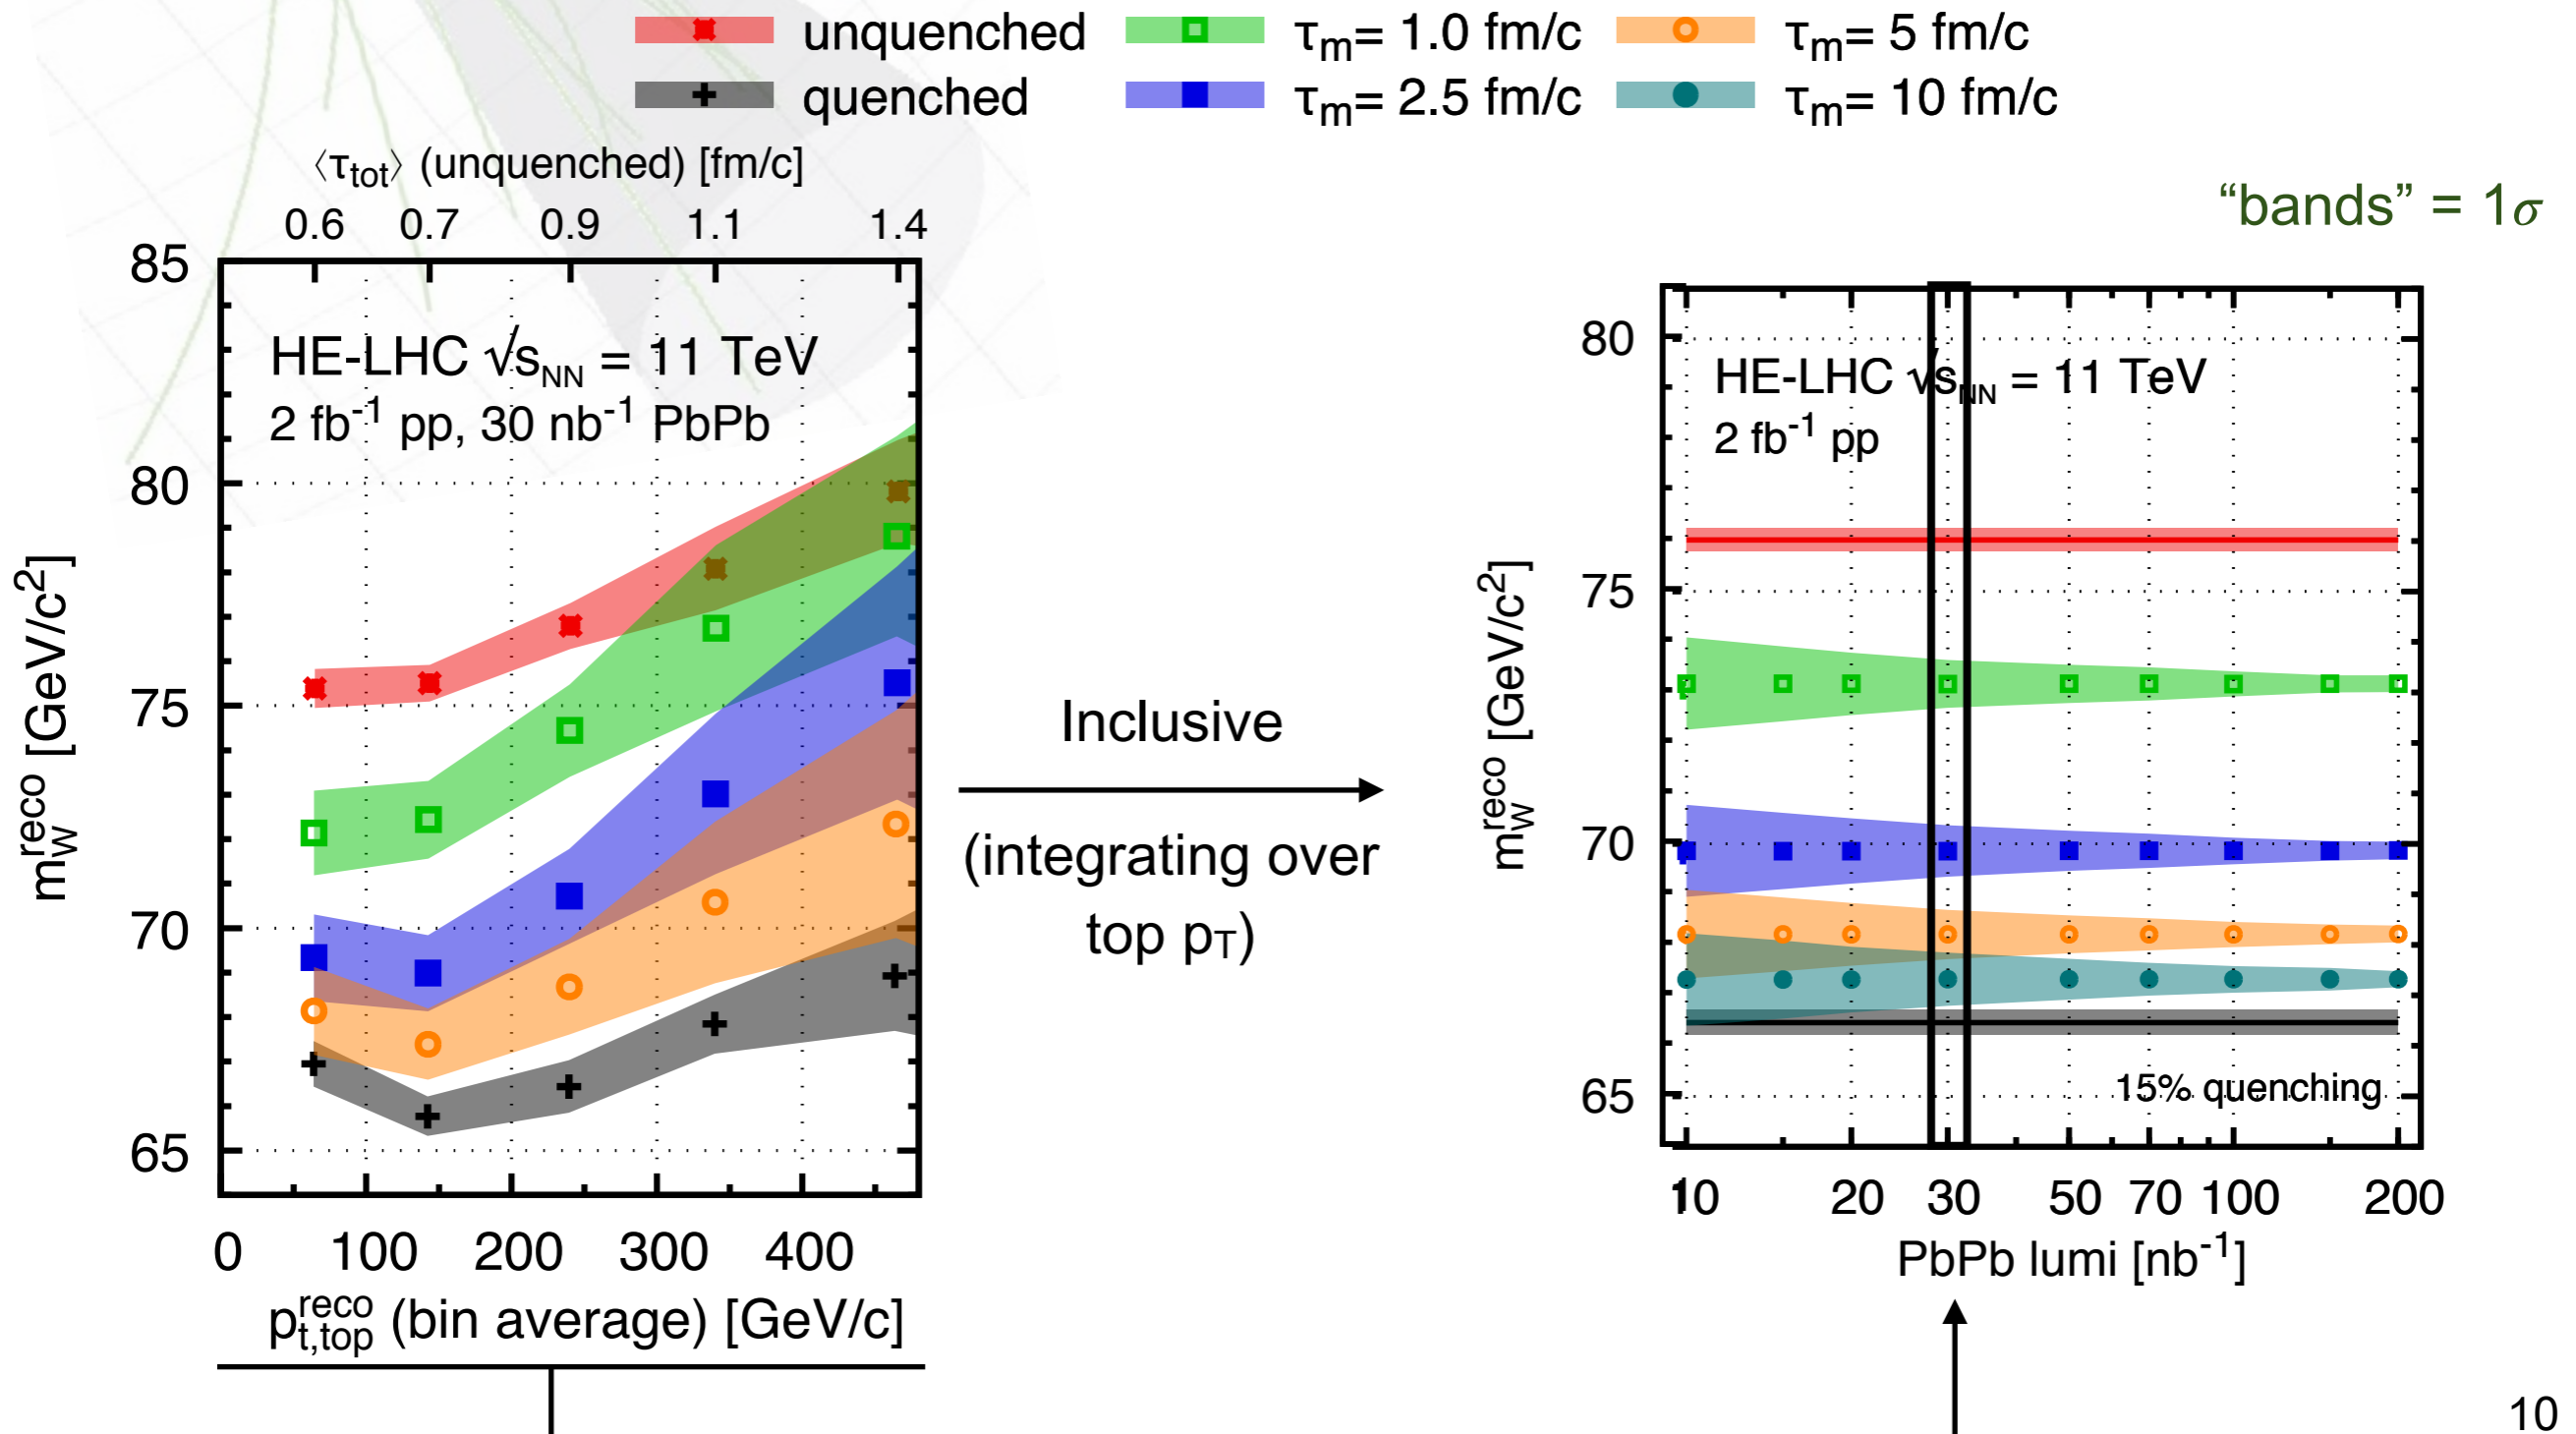 unquenched τm= 1.0 fm/c τm= 5 fm/c
quenched τm= 2.5 fm/c τm= 10 fm/c
⟨τtot⟩ (unquenched) [fm/c]
0.6 0.7 0.9 1.1 1.4
“bands” = 1σ
85
80
75
70
65
HE-LHC √sNN = 11 TeV
2 fb-1 pp, 30 nb-1 PbPb
mWreco [GeV/c2]
0 100 200 300 400
pt,topreco (bin average) [GeV/c]
Inclusive
(integrating over
top pT)
80
75
70
65
HE-LHC √sNN = 11 TeV
2 fb-1 pp
15% quenching
mWreco [GeV/c2]
10 20 30 50 70 100 200
PbPb lumi [nb-1]
10